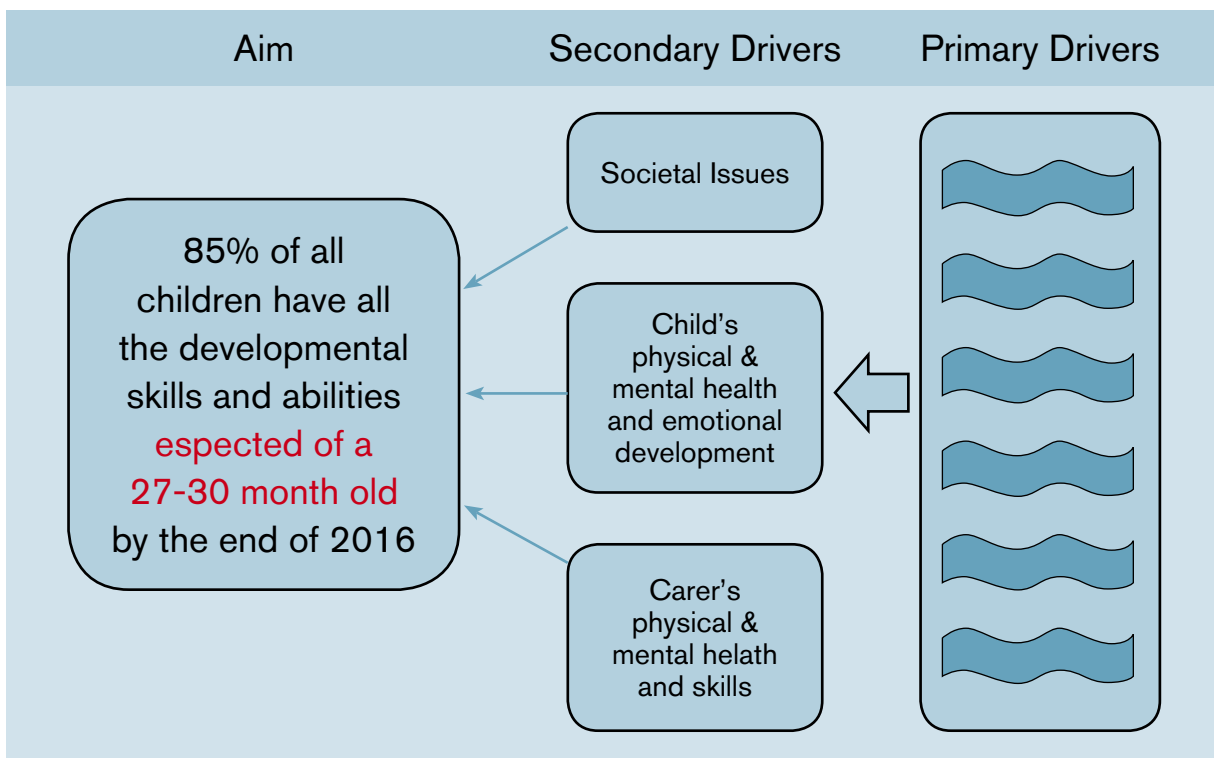 Aim
Secondary Drivers
Primary Drivers
85% of all
children have all
the developmental
skills and abilities
espected of a
27-30 month old
by the end of 2016
Societal Issues
Child’s
physical &
mental health
and emotional
development
Carer’s
physical &
mental helath
and skills